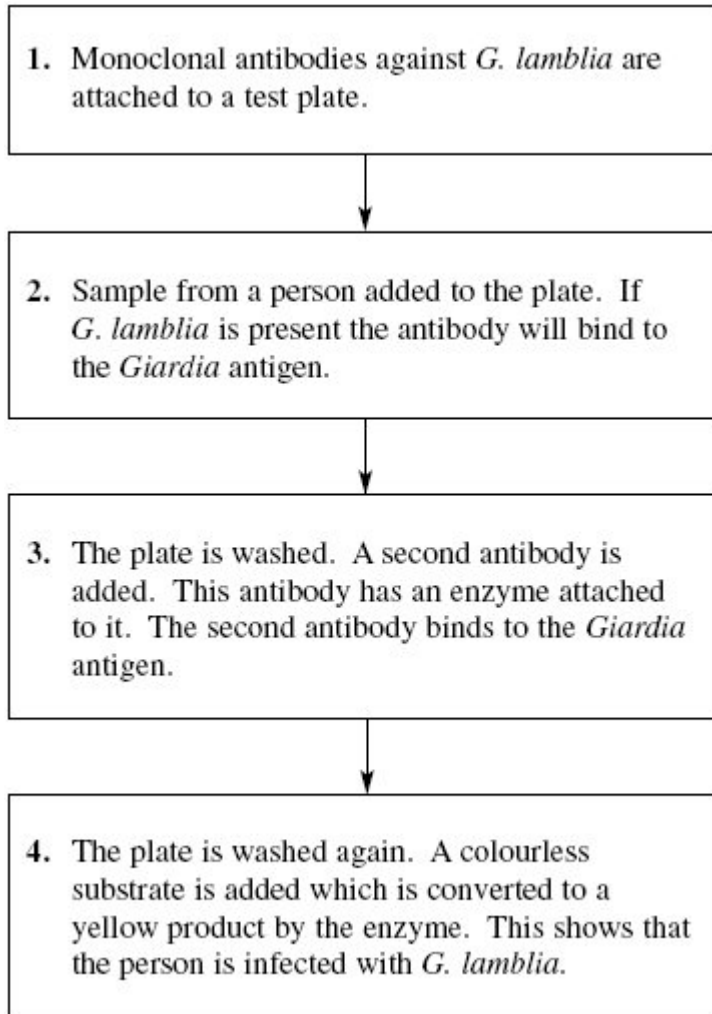 1. Monoclonal antibodies against G. lamblia are
attached to a test plate.
2. Sample from a person added to the plate. If
G. lamblia is present the antibody will bind to
the Giardia antigen.
3. The plate is washed. A second antibody is
added. This antibody has an enzyme attached
to it. The second antibody binds to the Giardia
antigen.
4. The plate is washed again. A colourless
substrate is added which is converted to a
yellow product by the enzyme. This shows that
the person is infected with G. lamblia.